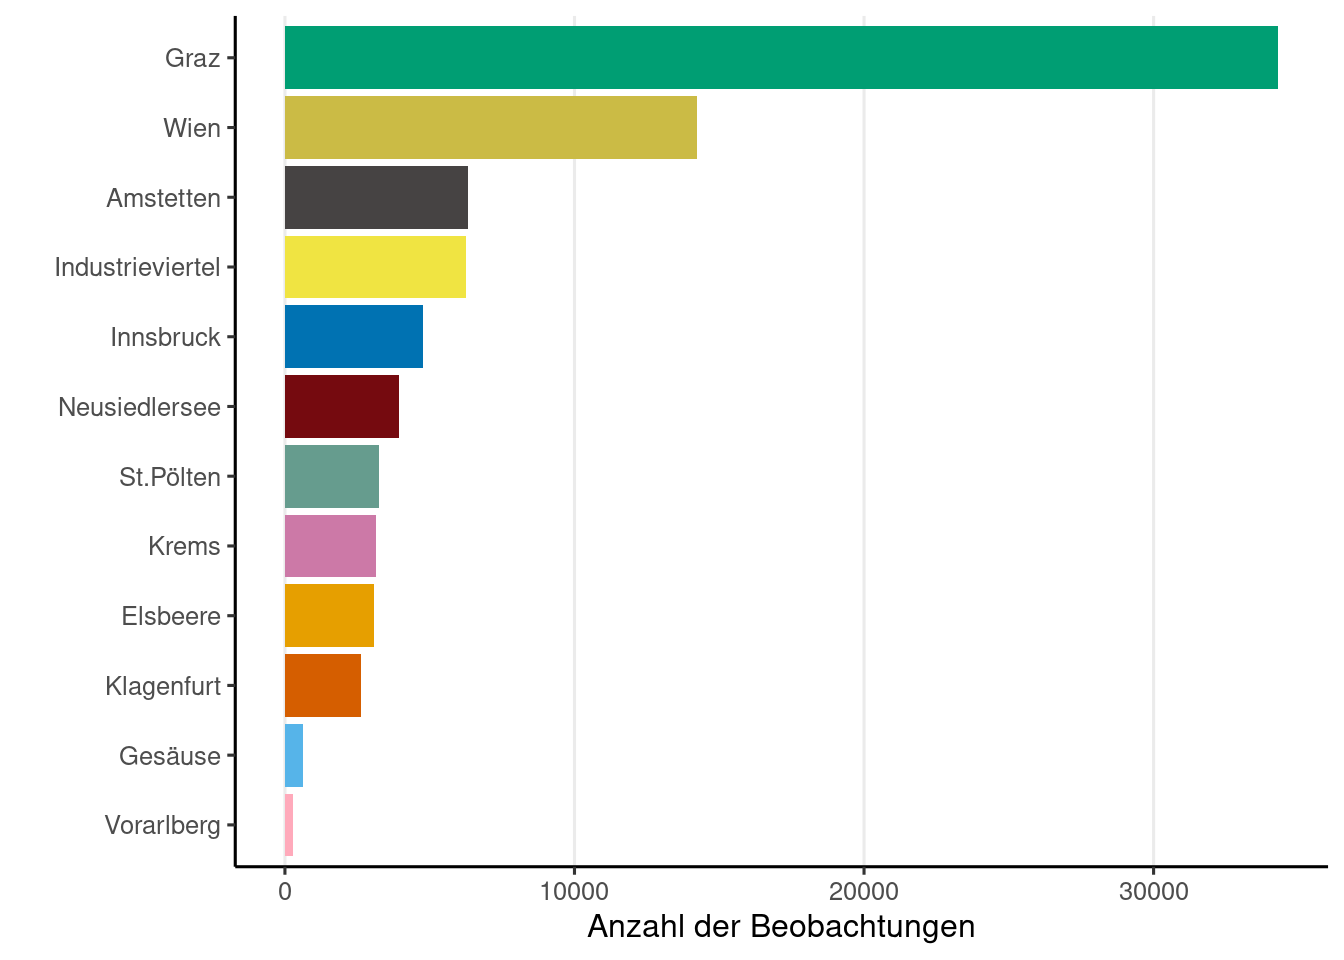 Graz
Wien
Amstetten
Industrieviertel
Innsbruck
Neusiedlersee
St.Pölten
Krems
Elsbeere
Klagenfurt
Gesäuse
Vorarlberg
0 10000 20000 30000
Anzahl der Beobachtungen